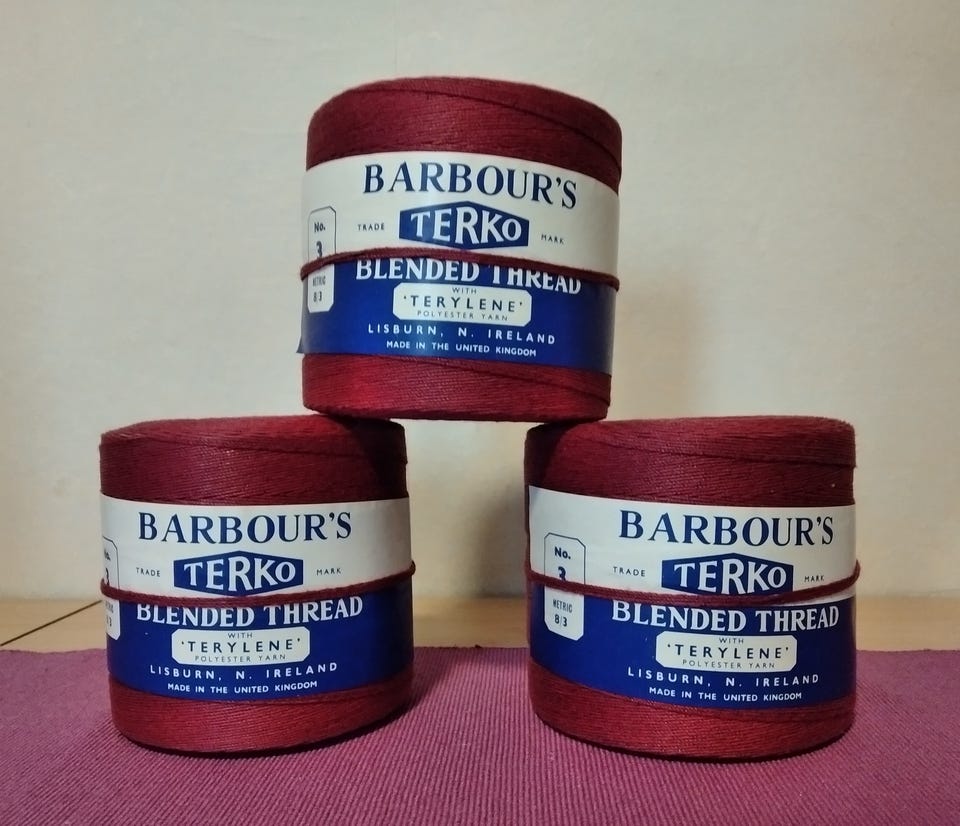 BARBOUR'S
TRADE TERKO MARK
No.
3
BLENDED THREAD
METRIC
8/3
WITH
'TERYLENE'
POLYESTER YARN
LISBURN, N. IRELAND
MADE IN THE UNITED KINGDOM
BARBOUR'S
TRADE TERKO MARK
BLENDED THREAD
WITH
'TERYLENE'
POLYESTER YARN
LISBURN, N. IRELAND
MADE IN THE UNITED KINGDOM
BARBOUR'S
No.
3
TRADE TERKO MARK
BLENDED THREAD
METRIC
8/3
WITH
'TERYLENE'
POLYESTER YARN
LISBURN, N. IRELAND
MADE IN THE UNITED KINGDOM